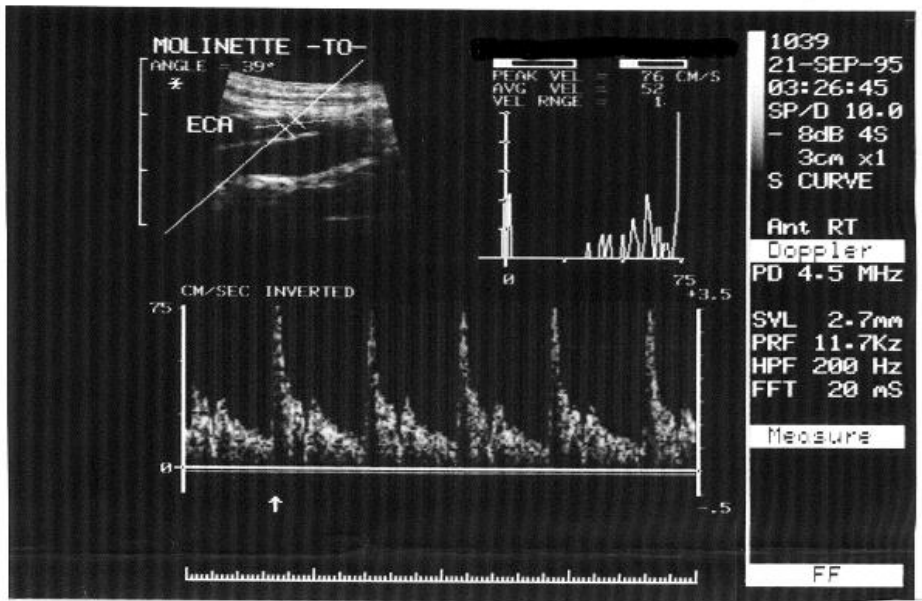 MOLINETTE -TO-
ANGLE = 39°
*
ECA
PEAK VEL = 76 CM/S
AVG VEL = 52
VEL RNGE = 1
0 75
CM/SEC INVERTED
75
+3.5
0
-.5
1039
21-SEP-95
03:26:45
SP/D 10.0
- 8dB 4S
3cm x1
S CURVE
Ant RT
Doppler
PD 4.5 MHz
SVL 2.7mm
PRF 11.7Kz
HPF 200 Hz
FFT 20 mS
Measure
FF